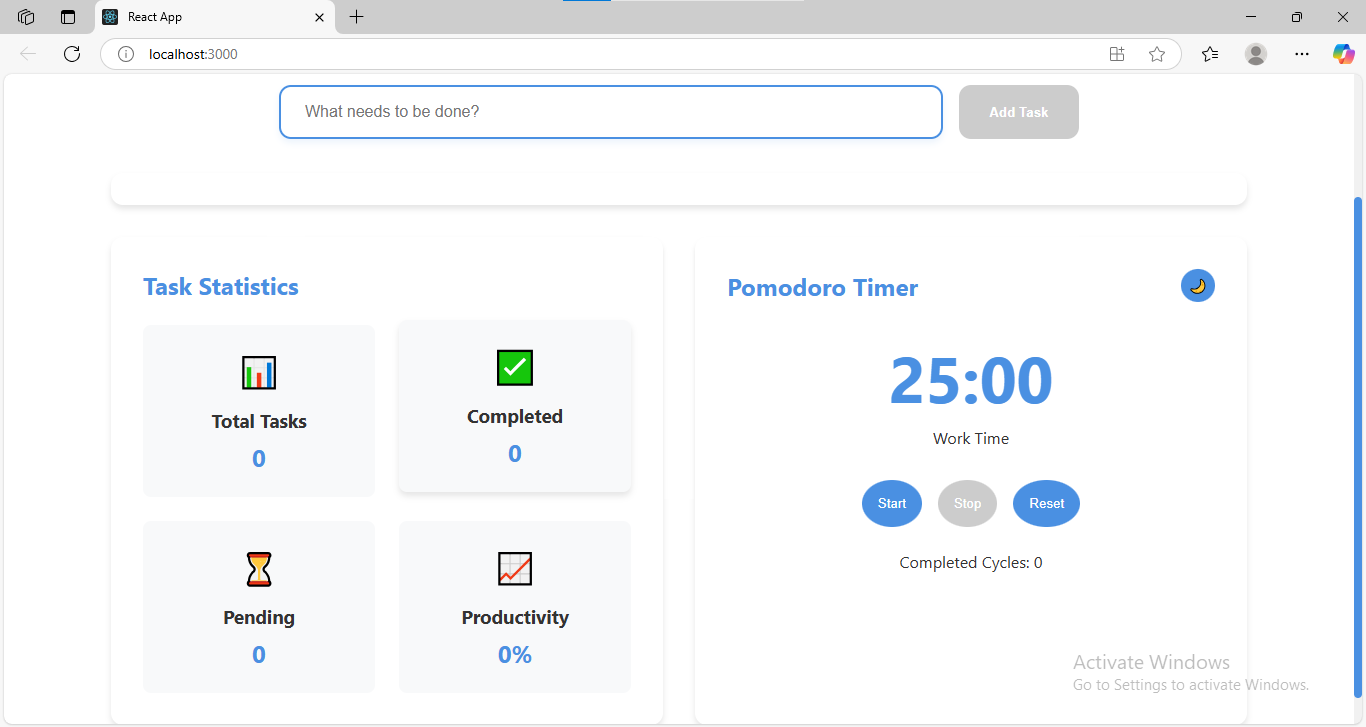 React App
localhost:3000
What needs to be done?
Add Task
Task Statistics
Total Tasks
0
Completed
0
Pending
0
Productivity
0%
Pomodoro Timer
25:00
Work Time
Start
Stop
Reset
Completed Cycles: 0
Activate Windows
Go to Settings to activate Windows.